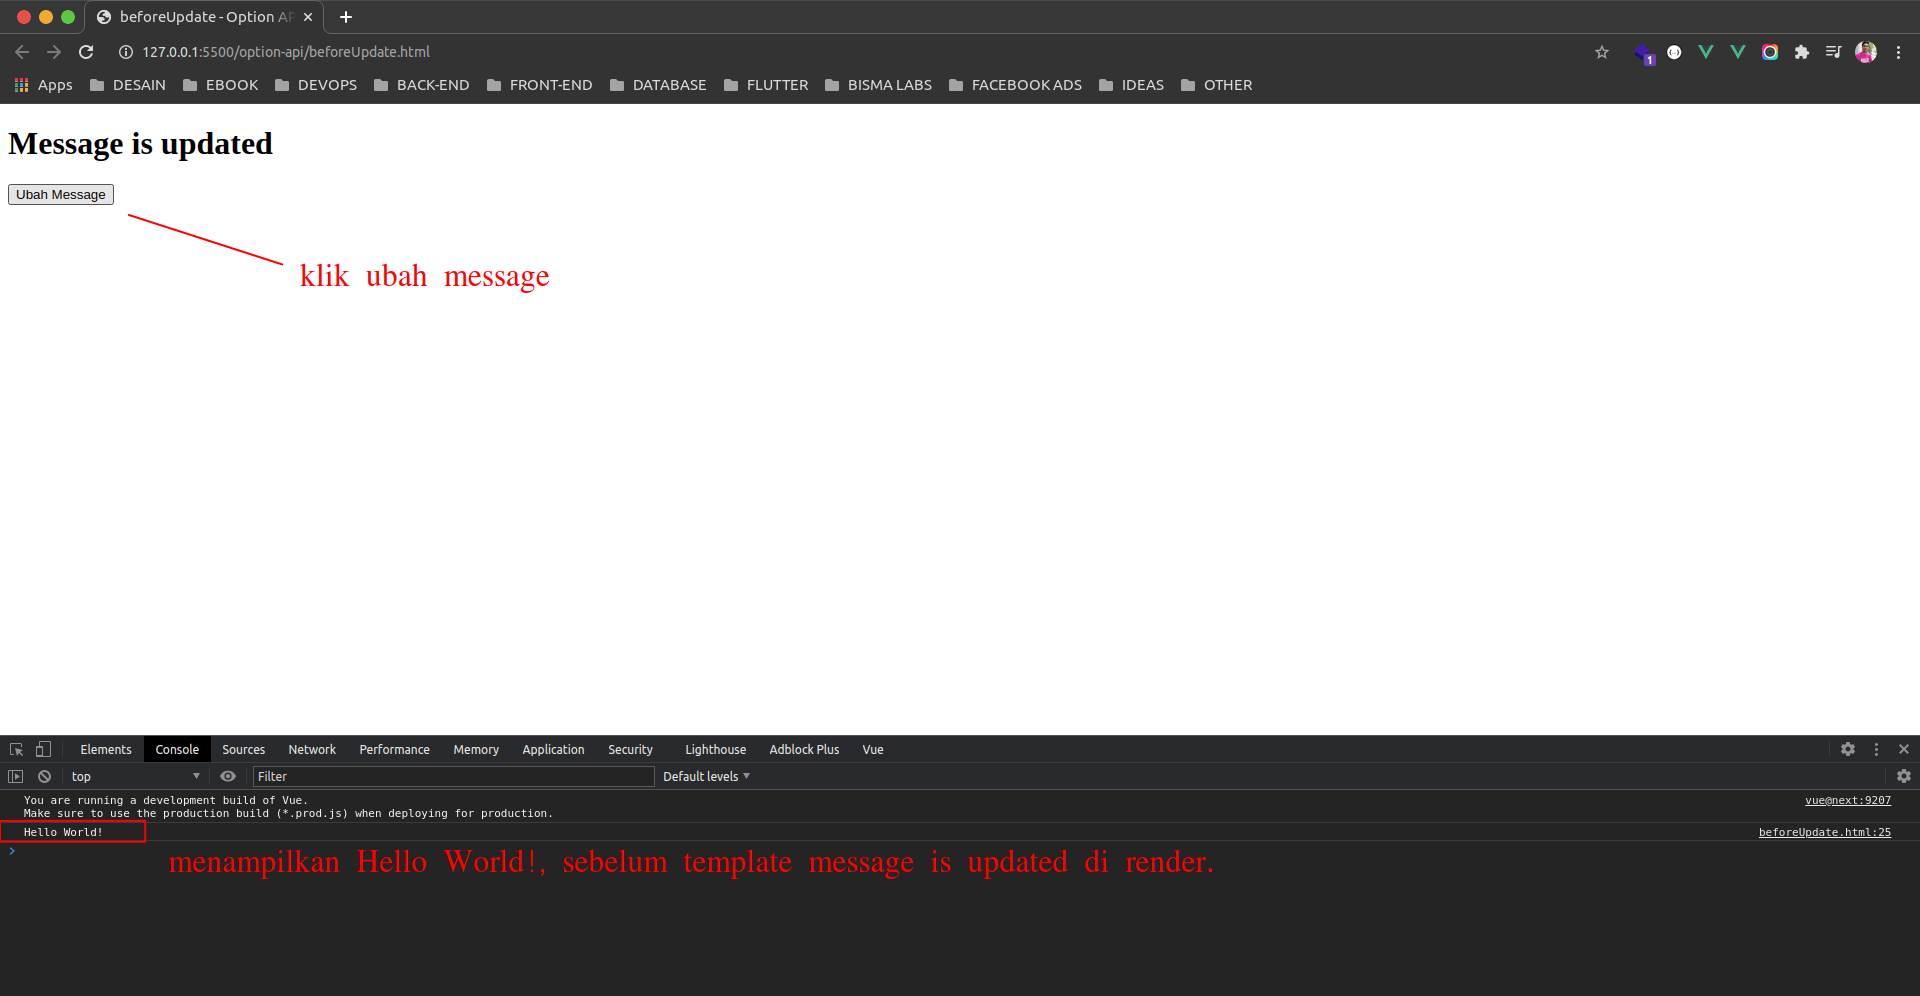 beforeUpdate - Option AP
127.0.0.1:5500/option-api/beforeUpdate.html
1
Apps DESAIN EBOOK DEVOPS BACK-END FRONT-END DATABASE FLUTTER BISMA LABS FACEBOOK ADS IDEAS OTHER
Message is updated
Ubah Message
klik ubah message
Elements Console Sources Network Performance Memory Application Security Lighthouse Adblock Plus Vue
top Filter Default levels
You are running a development build of Vue. vue@next:9207
Make sure to use the production build (*.prod.js) when deploying for production.
Hello World! beforeUpdate.html:25
menampilkan Hello World!, sebelum template message is updated di render.